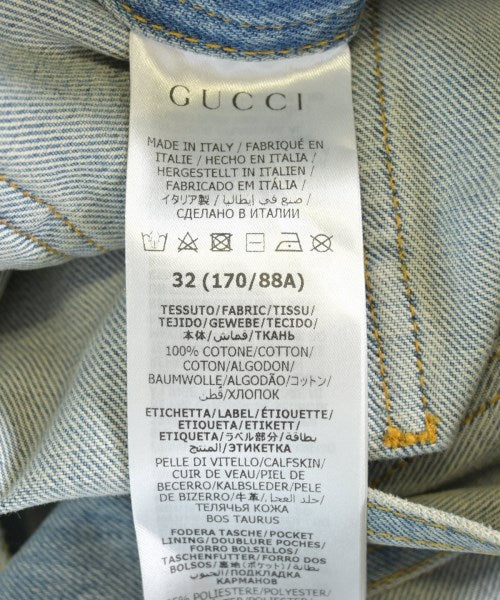 GUCCI
MADE IN ITALY / FABRIQUÉ EN
ITALIE / HECHO EN ITALIA /
HERGESTELLT IN ITALIEN /
FABRICADO EM ITÁLIA /
イタリア製 / صنع في إيطاليا /
СДЕЛАНО В ИТАЛИИ
32 (170/88A)
TESSUTO/FABRIC/TISSU/
TEJIDO/GEWEBE/TECIDO/
本体/قماش/ТКАНЬ
100% COTONE/COTTON/
COTON/ALGODON/
BAUMWOLLE/ALGODÃO/コットン/
قطن/ХЛОПОК
ETICHETTA/LABEL/ÉTIQUETTE/
ETIQUETA/ETIKETT/
ETIQUETA/ラベル部分/بطاقة
المنتج/ЭТИКЕТКА
PELLE DI VITELLO/CALFSKIN/
CUIR DE VEAU/PIEL DE
BECERRO/KALBSLEDER/PELE
DE BIZERRO/牛革/جلد العجل/
ТЕЛЯЧЬЯ КОЖА
BOS TAURUS
FODERA TASCHE/POCKET
LINING/DOUBLURE POCHES/
FORRO BOLSILLOS/
TASCHENFUTTER/FORRO DOS
BOLSOS/裏地(ポケット)/بطانة
الجيوب/ПОДКЛАДКА
КАРМАНОВ
POLIESTERE/POLYESTER/